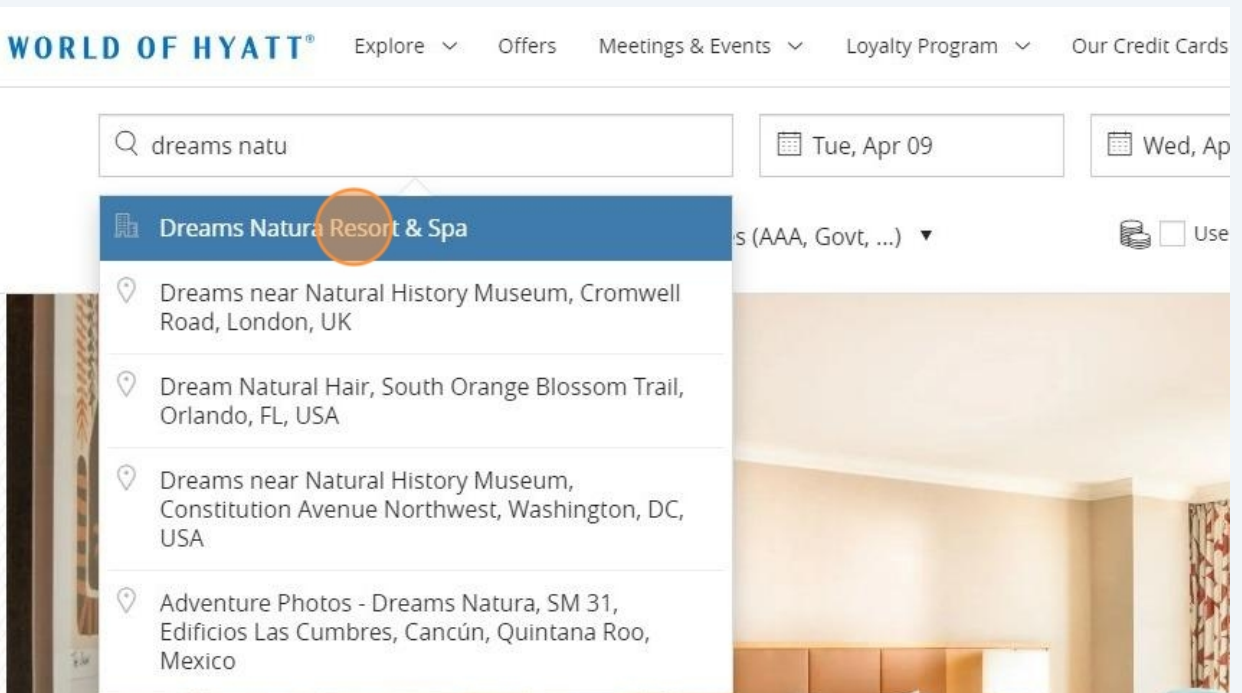 WORLD OF HYATT® Explore Offers Meetings & Events Loyalty Program Our Credit Cards
dreams natu
Tue, Apr 09
Wed, Ap
Dreams Natura Resort & Spa
s (AAA, Govt, ...) ▼
Use
Dreams near Natural History Museum, Cromwell
Road, London, UK
Dream Natural Hair, South Orange Blossom Trail,
Orlando, FL, USA
Dreams near Natural History Museum,
Constitution Avenue Northwest, Washington, DC,
USA
Adventure Photos - Dreams Natura, SM 31,
Edificios Las Cumbres, Cancún, Quintana Roo,
Mexico